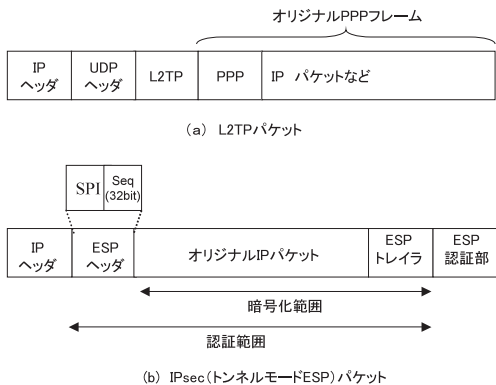 オリジナルPPPフレーム
IP
ヘッダ
UDP
ヘッダ
L2TP
PPP
IP パケットなど
(a) L2TPパケット
SPI
Seq
(32bit)
IP
ヘッダ
ESP
ヘッダ
オリジナルIPパケット
ESP
トレイラ
ESP
認証部
暗号化範囲
認証範囲
(b) IPsec(トンネルモードESP)パケット